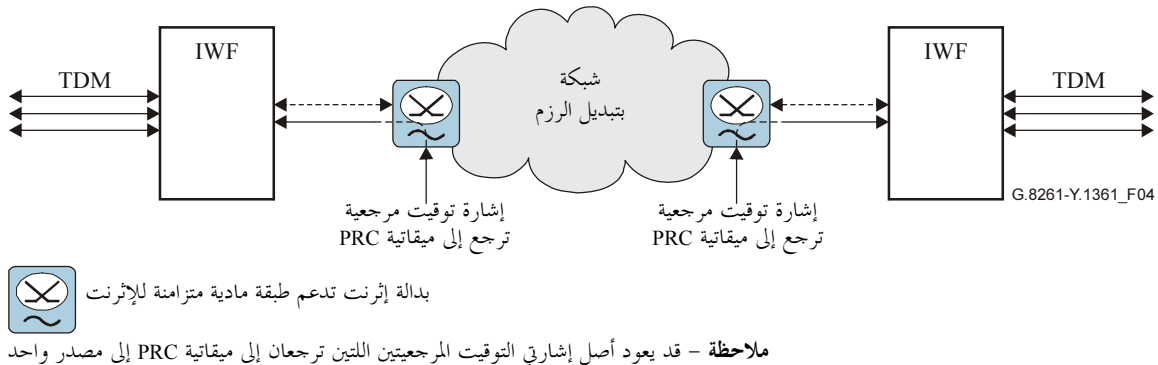 IWF
IWF
TDM
TDM
شبكة
بتبديل الرزم
G.8261-Y.1361_F04
إشارة توقيت مرجعية
ترجع إلى ميقاتية PRC
إشارة توقيت مرجعية
ترجع إلى ميقاتية PRC
بدالة إثرنت تدعم طبقة مادية متزامنة للإثرنت
ملاحظة – قد يعود أصل إشارتي التوقيت المرجعيتين اللتين ترجعان إلى ميقاتية PRC إلى مصدر واحد